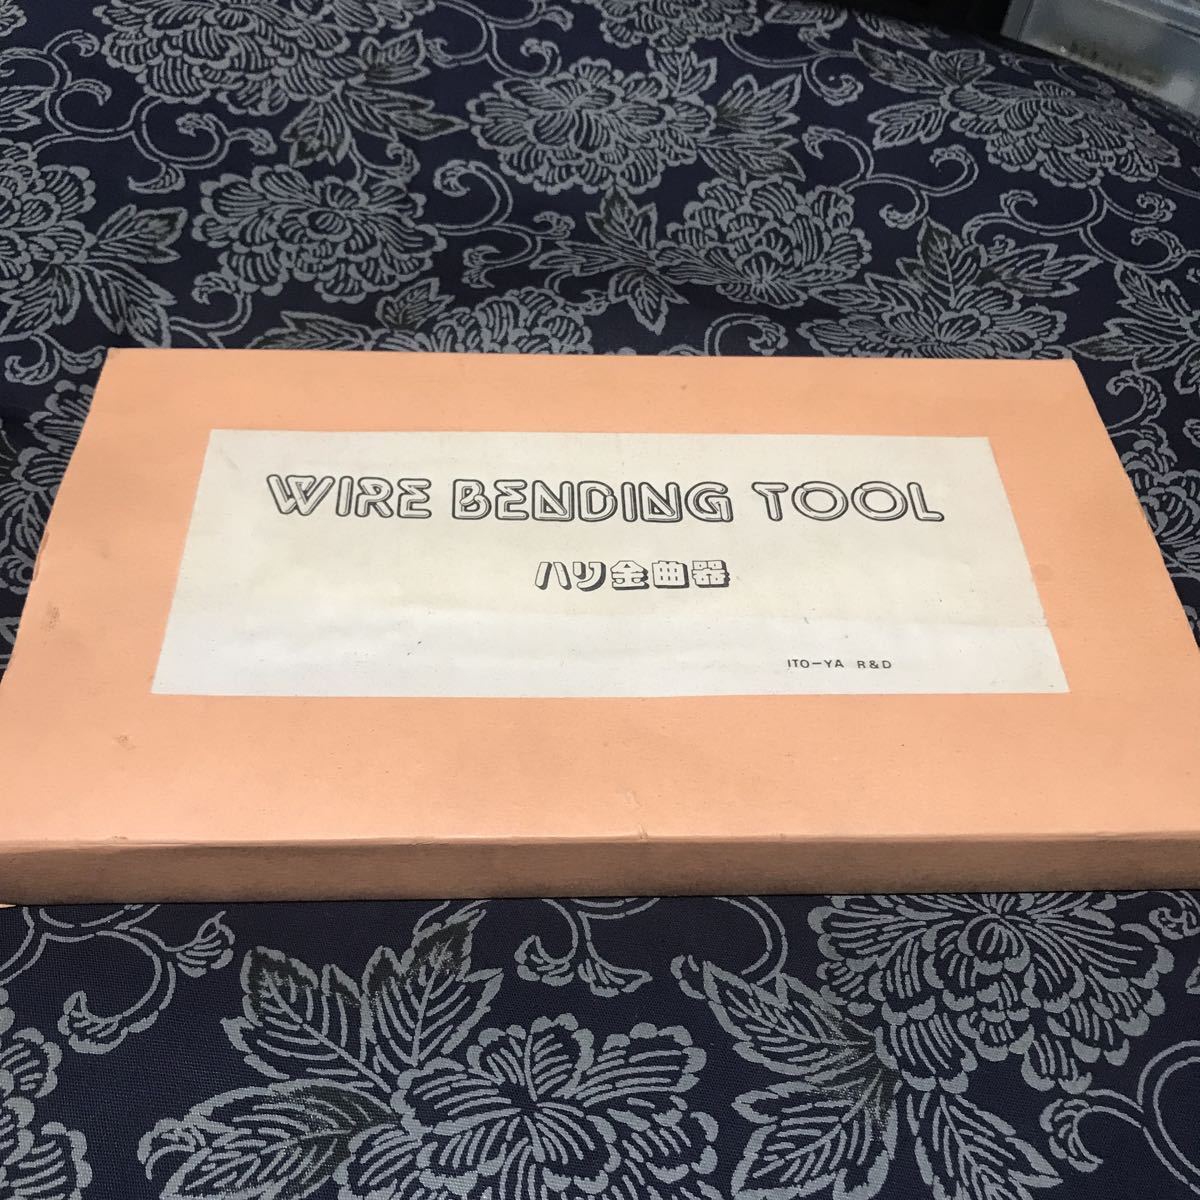 WIRE BENDING TOOL
ハリ金曲器
ITO-YA R&D